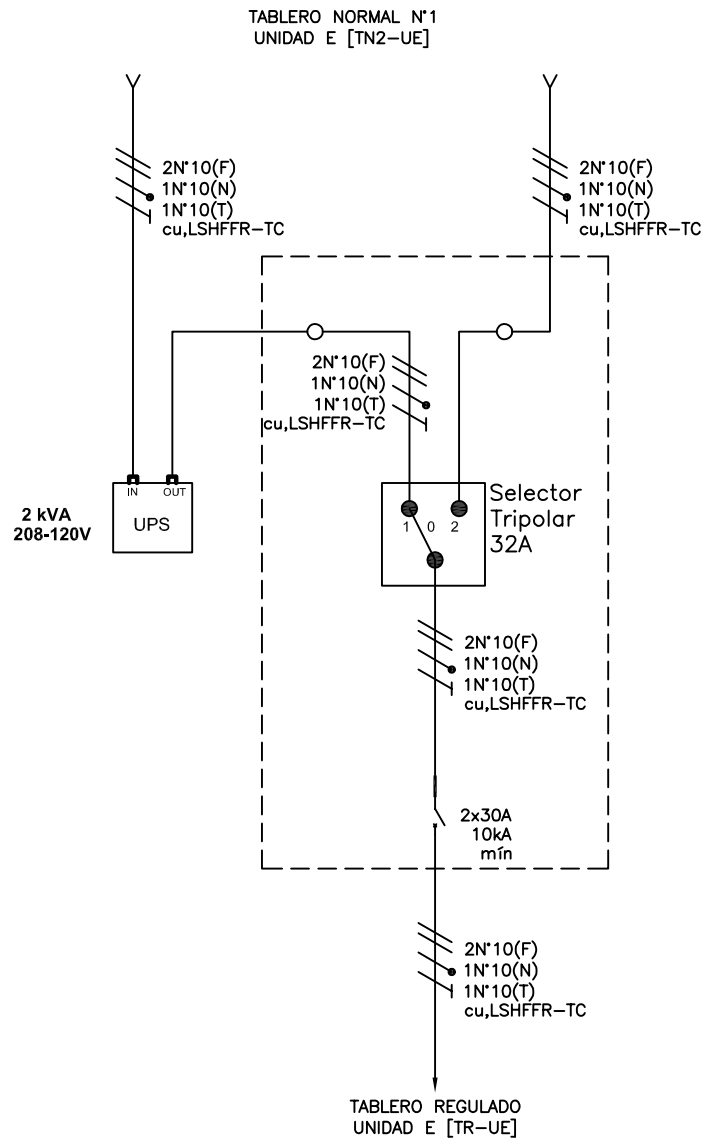 TABLERO NORMAL N°1
UNIDAD E [TN2-UE]
2N°10(F)
1N°10(N)
1N°10(T)
cu,LSHFFR-TC
2N°10(F)
1N°10(N)
1N°10(T)
cu,LSHFFR-TC
2N°10(F)
1N°10(N)
1N°10(T)
cu,LSHFFR-TC
2 kVA
208-120V
IN OUT
UPS
1 0 2
Selector
Tripolar
32A
2N°10(F)
1N°10(N)
1N°10(T)
cu,LSHFFR-TC
2x30A
10kA
mín
2N°10(F)
1N°10(N)
1N°10(T)
cu,LSHFFR-TC
TABLERO REGULADO
UNIDAD E [TR-UE]